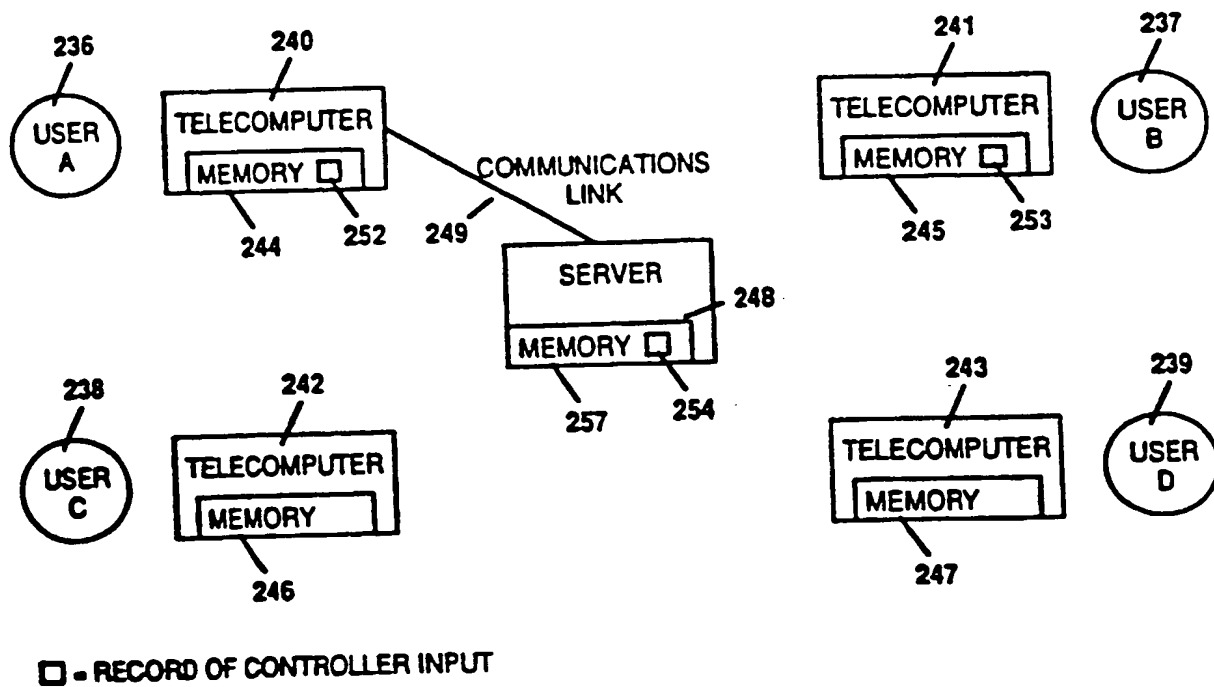 236
240
241
237
USER
A
TELECOMPUTER
MEMORY
244
252
249
COMMUNICATIONS
LINK
TELECOMPUTER
MEMORY
245
253
USER
B
SERVER
248
MEMORY
257
254
238
242
243
239
USER
C
TELECOMPUTER
MEMORY
246
TELECOMPUTER
MEMORY
247
USER
D
= RECORD OF CONTROLLER INPUT